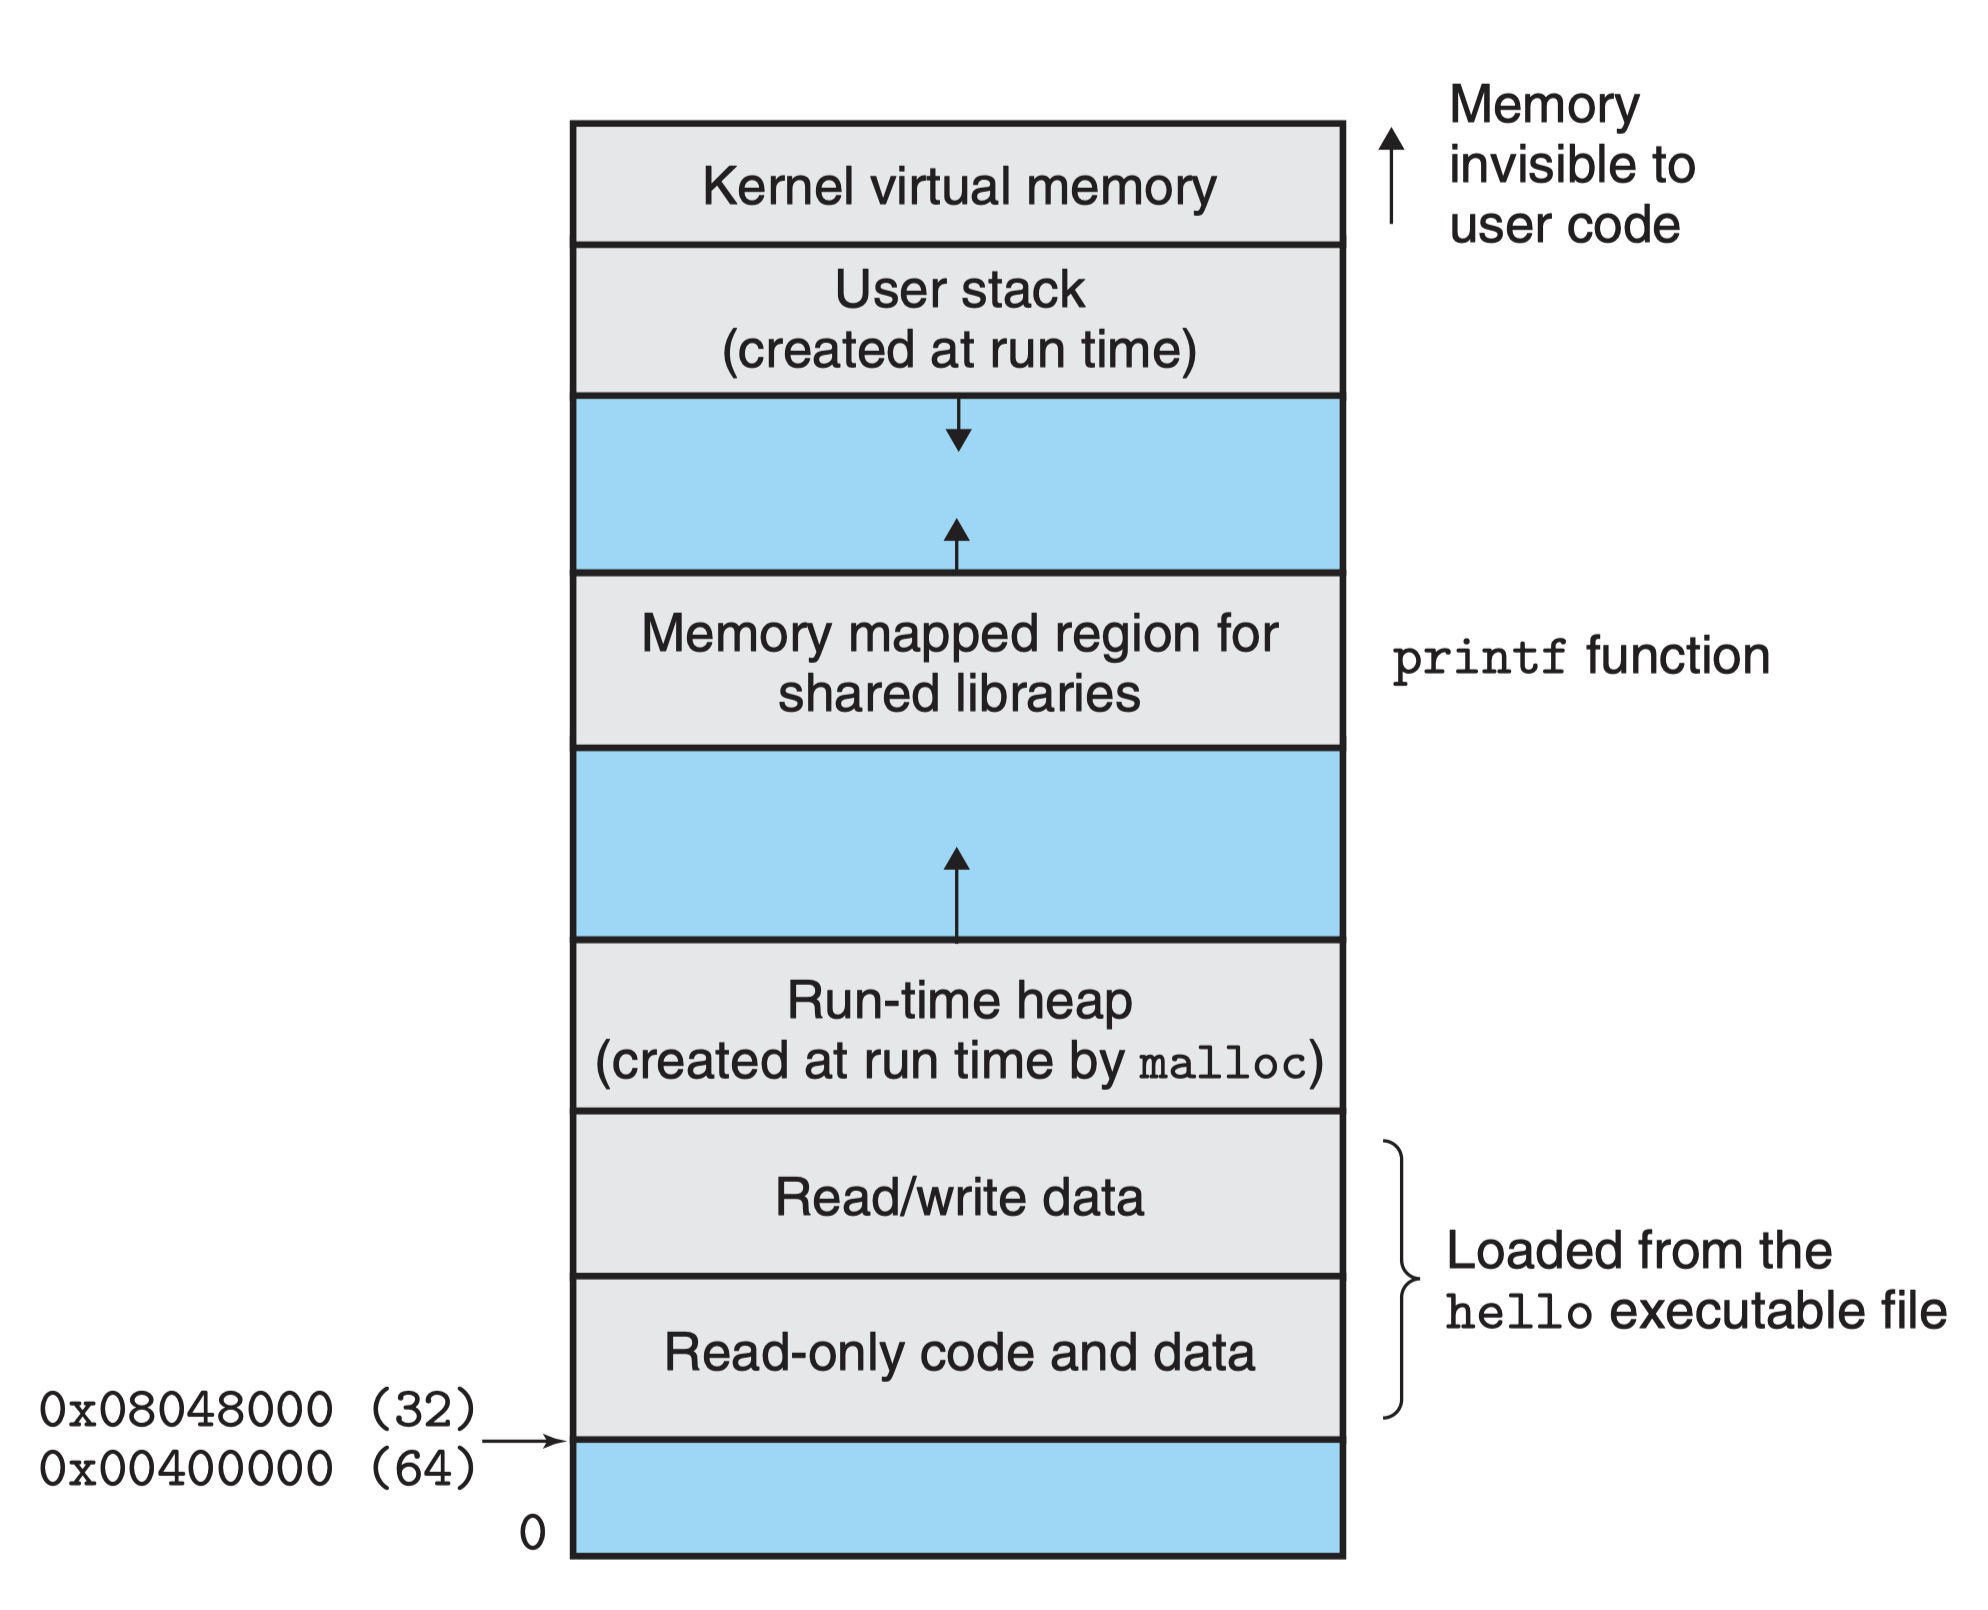 Memory
invisible to
user code
Kernel virtual memory
User stack
(created at run time)
Memory mapped region for
shared libraries
printf function
Run-time heap
(created at run time by malloc)
Read/write data
Loaded from the
hello executable file
Read-only code and data
0x08048000 (32)
0x00400000 (64)
0